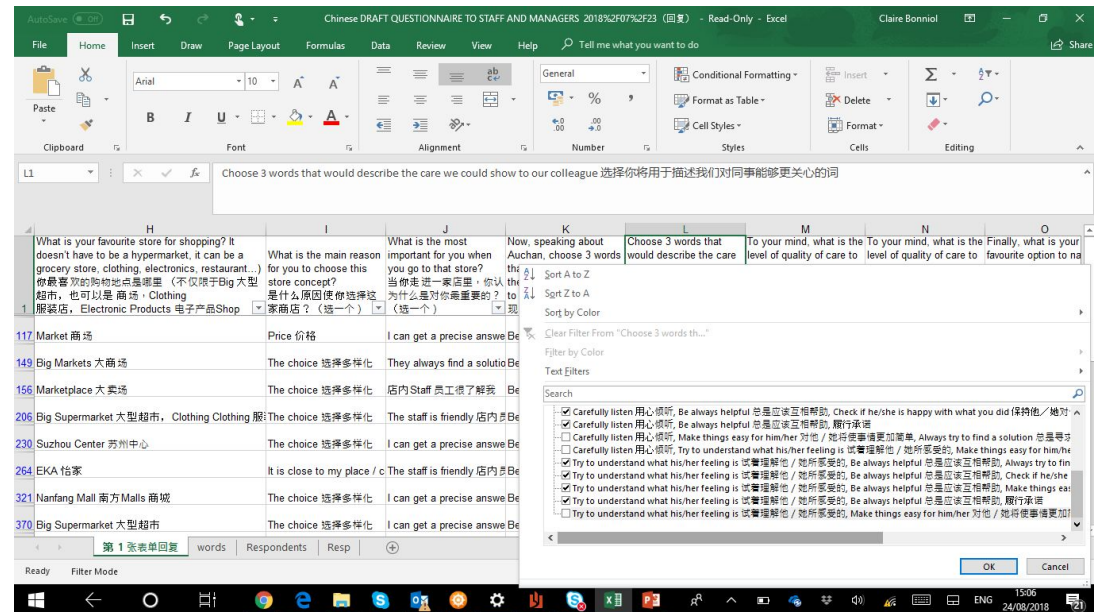 AutoSave Off
Chinese DRAFT QUESTIONNAIRE TO STAFF AND MANAGERS 2018%2F07%2F23 (回复) - Read-Only - Excel
Claire Bonniol
File Home Insert Draw Page Layout Formulas Data Review View Help Tell me what you want to do Share
Paste
Arial 10
B I U
General
Conditional Formatting
Format as Table
Cell Styles
Insert
Delete
Format
Clipboard Font Alignment Number Styles Cells Editing
L1
Choose 3 words that would describe the care we could show to our colleague 选择你将用于描述我们对同事能够更关心的词
H I J K L M N O
What is your favourite store for shopping? It
doesn't have to be a hypermarket, it can be a
grocery store, clothing, electronics, restaurant...)
你最喜欢的购物地点是哪里 (不仅限于Big 大型
超市，也可以是 商场，Clothing
服装店，Electronic Products 电子产品Shop
What is the main reason
for you to choose this
store concept?
是什么原因使你选择这
家商店？（选一个）
What is the most
important for you when
you go to that store?
当你走进一家店里，你认
为什么是对你最重要的？
（选一个）
Now, speaking about
Auchan, choose 3 words
Choose 3 words that
would describe the care
To your mind, what is the
level of quality of care to
To your mind, what is the
level of quality of care to
Finally, what is your
favourite option to na
1
117 Market 商场 Price 价格 I can get a precise answe Be
149 Big Markets 大商场 The choice 选择多样化 They always find a solutio Be
156 Marketplace 大卖场 The choice 选择多样化 店内 Staff 员工很了解我 Be
206 Big Supermarket 大型超市，Clothing Clothing 服 The choice 选择多样化 The staff is friendly 店内 Be
230 Suzhou Center 苏州中心 The choice 选择多样化 I can get a precise answe Be
264 EKA 怡家 It is close to my place / c The staff is friendly 店内 Be
321 Nanfang Mall 南方Malls 商城 The choice 选择多样化 I can get a precise answe Be
370 Big Supermarket 大型超市 The choice 选择多样化 I can get a precise answe Be
Sort A to Z
Sort Z to A
Sort by Color
Clear Filter From "Choose 3 words th..."
Filter by Color
Text Filters
Search
Carefully listen 用心倾听, Be always helpful 总是应该互相帮助, Check if he/she is happy with what you did (保持他／她对
Carefully listen 用心倾听, Be always helpful 总是应该互相帮助, 履行承诺
Carefully listen 用心倾听, Make things easy for him/her 对他 / 她将使事情更加简单, Always try to find a solution 总是寻求
Carefully listen 用心倾听, Try to understand what his/her feeling is 试着理解他 / 她所感受的, Make things easy for him/he
Try to understand what his/her feeling is 试着理解他 / 她所感受的, Be always helpful 总是应该互相帮助, Always try to fin
Try to understand what his/her feeling is 试着理解他 / 她所感受的, Be always helpful 总是应该互相帮助, Check if he/she
Try to understand what his/her feeling is 试着理解他 / 她所感受的, Be always helpful 总是应该互相帮助, Make things eas
Try to understand what his/her feeling is 试着理解他 / 她所感受的, Be always helpful 总是应该互相帮助, 履行承诺
Try to understand what his/her feeling is 试着理解他 / 她所感受的, Make things easy for him/her 对他 / 她将使事情更加
OK Cancel
第 1 张表单回复 words Respondents Resp
Ready Filter Mode
ENG 15:06
24/08/2018
21